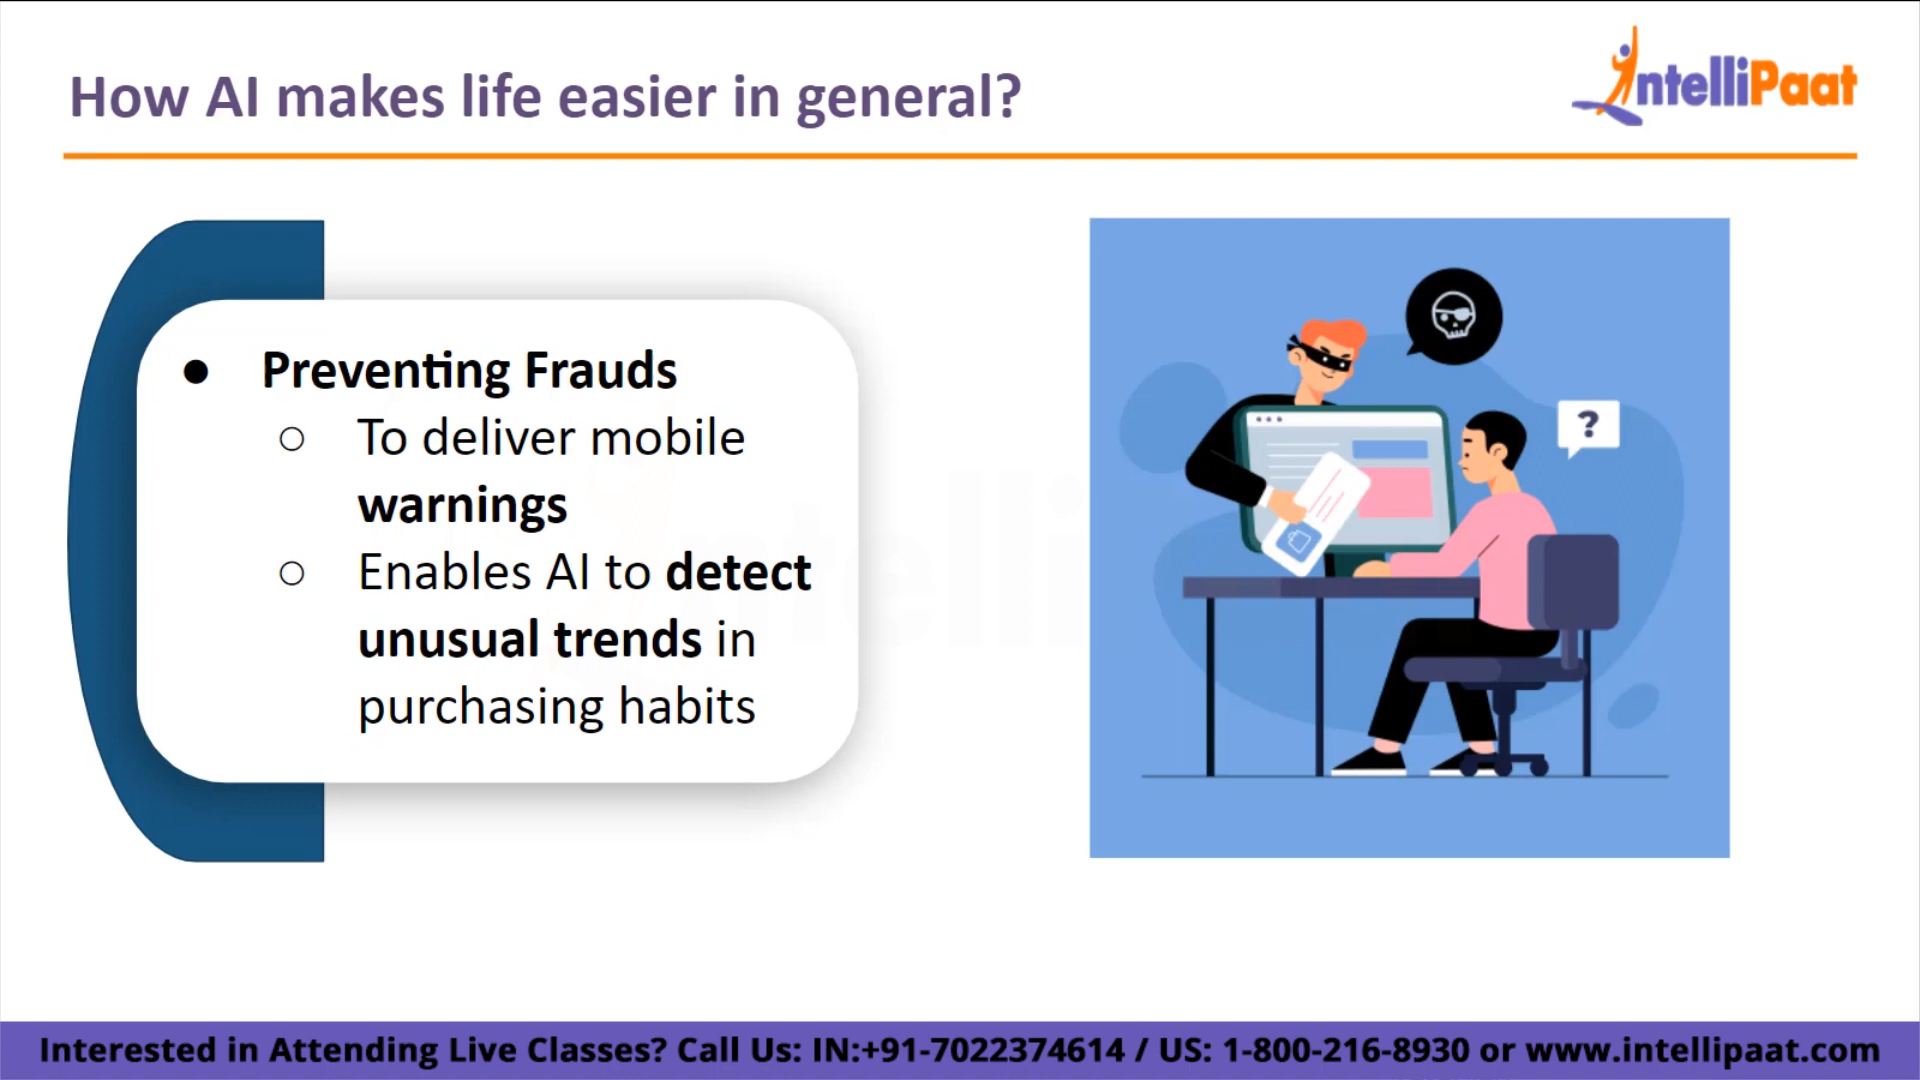 How AI makes life easier in general?
IntelliPaat
● Preventing Frauds
○ To deliver mobile
warnings
○ Enables AI to detect
unusual trends in
purchasing habits
?
Interested in Attending Live Classes? Call Us: IN:+91-7022374614 / US: 1-800-216-8930 or www.intellipaat.com